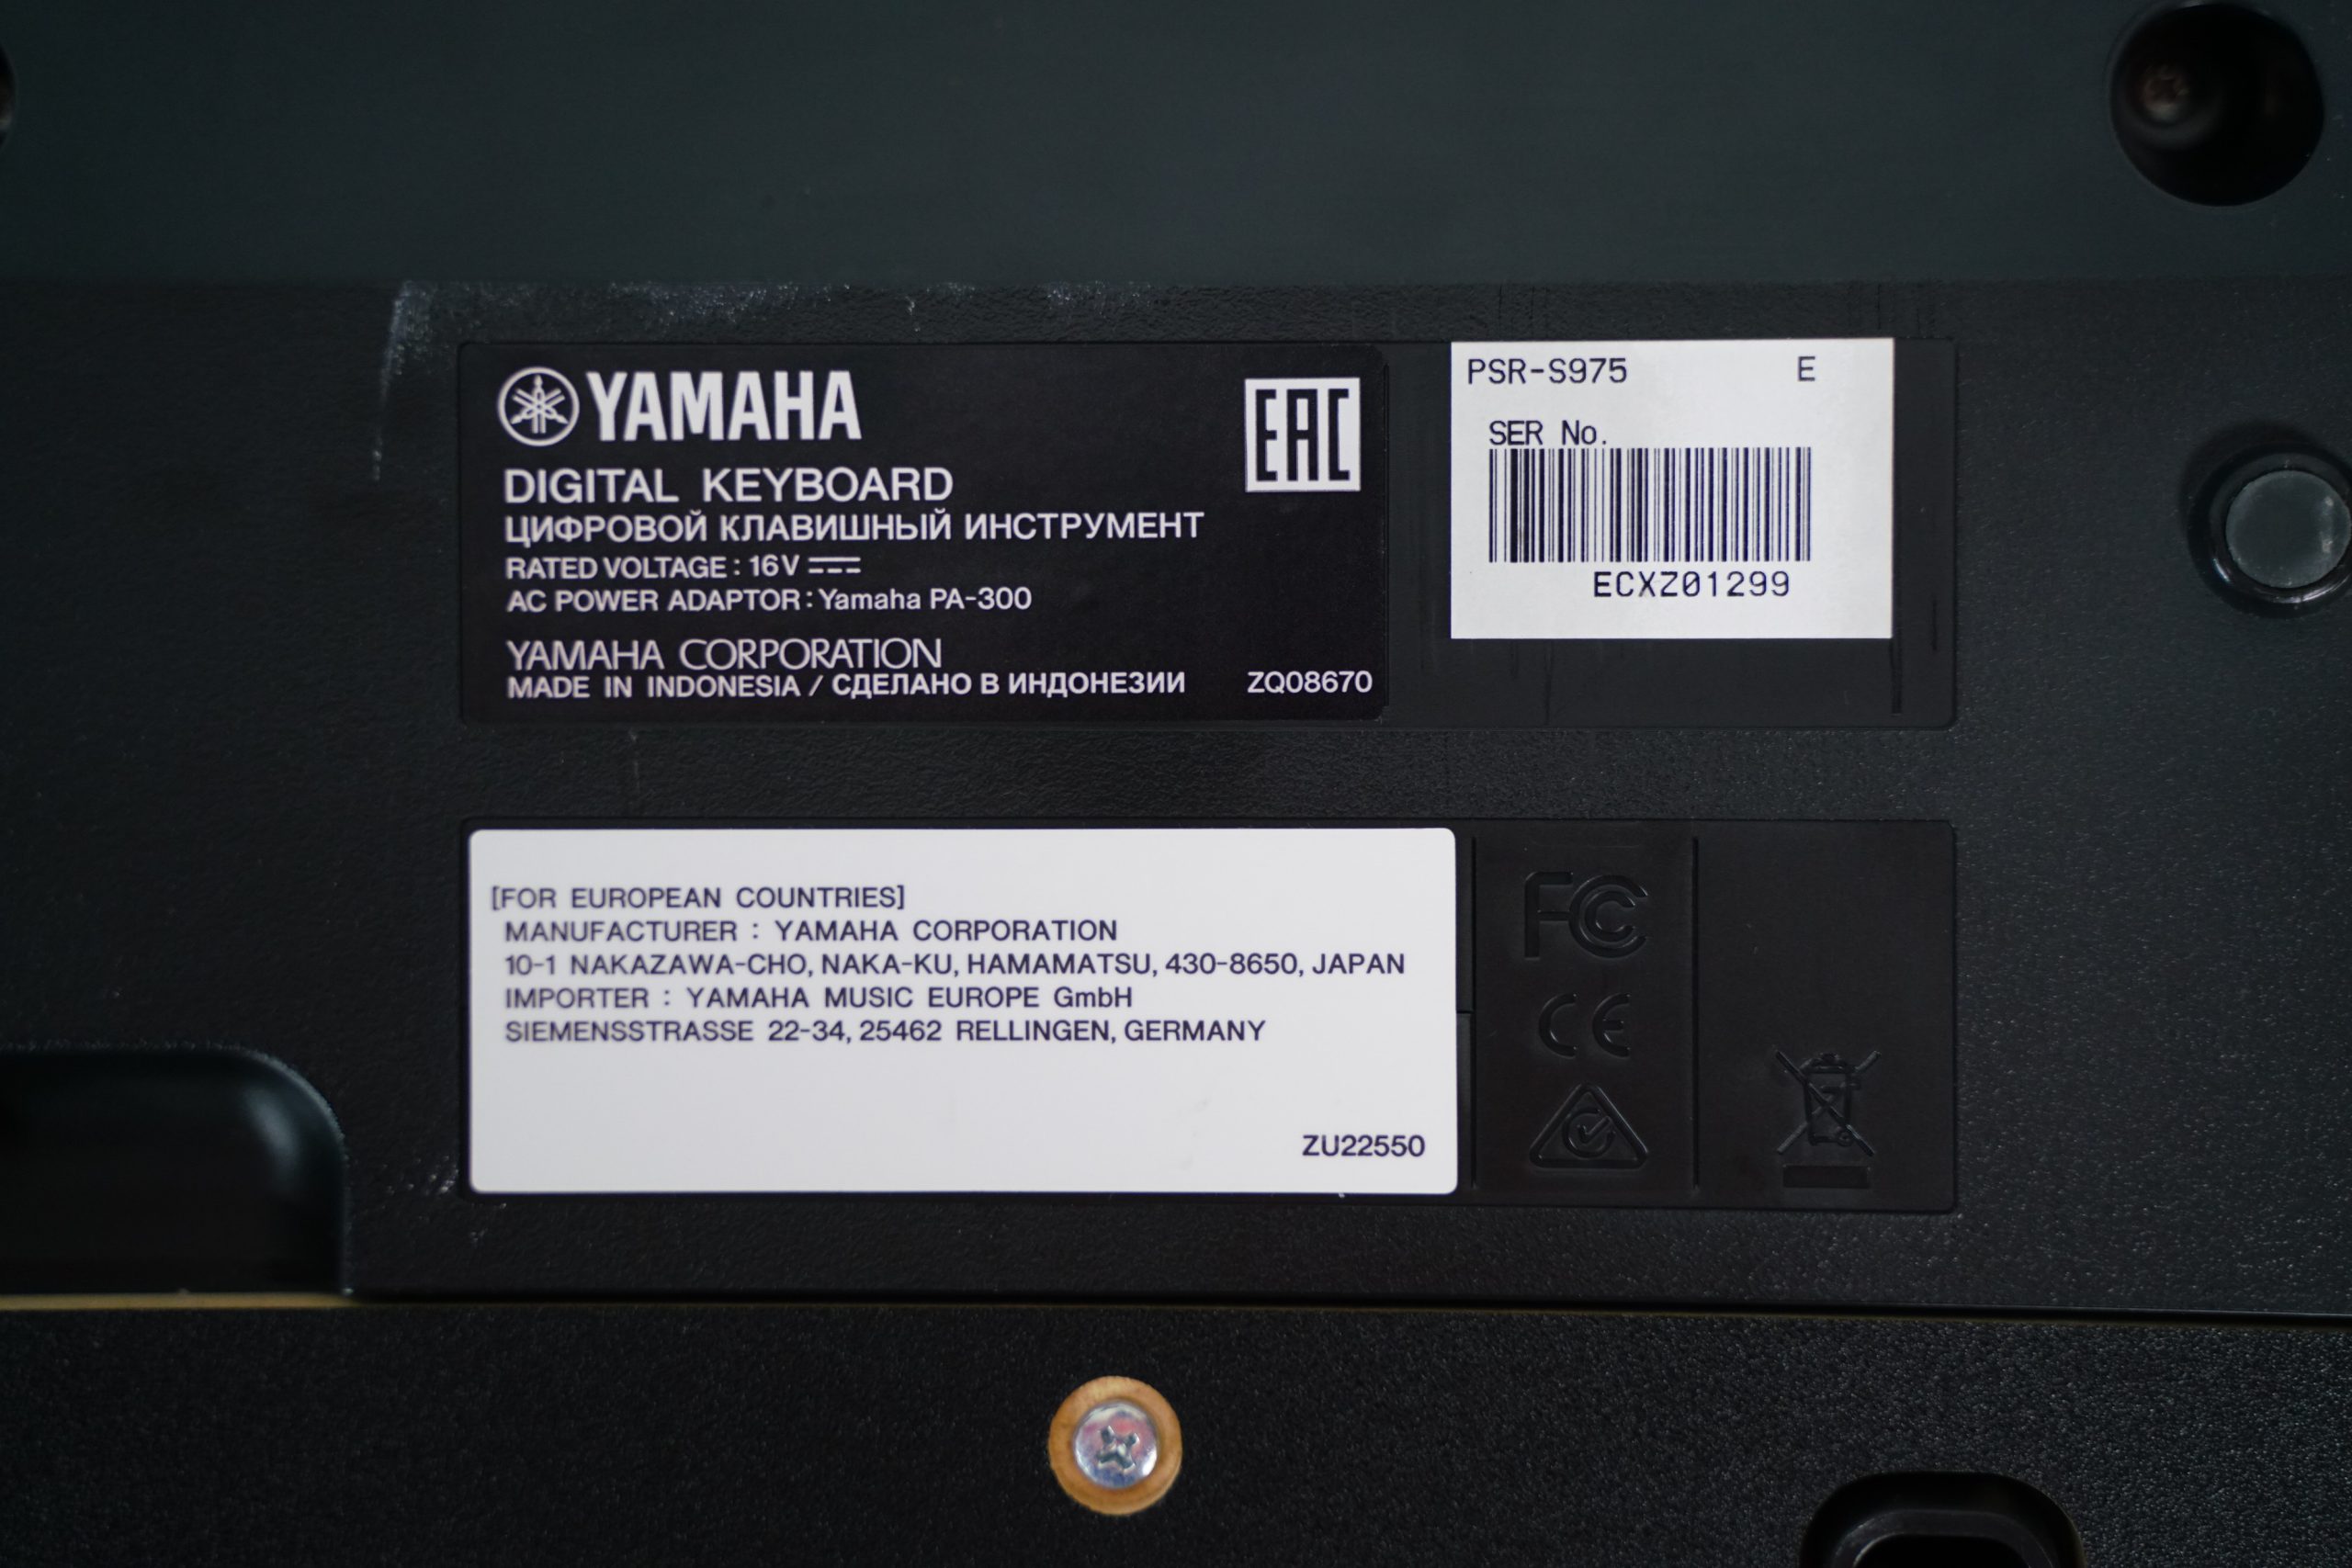 YAMAHA
EAC
DIGITAL KEYBOARD
ЦИФРОВОЙ КЛАВИШНЫЙ ИНСТРУМЕНТ
RATED VOLTAGE : 16V
AC POWER ADAPTOR : Yamaha PA-300
YAMAHA CORPORATION
MADE IN INDONESIA / СДЕЛАНО В ИНДОНЕЗИИ ZQ08670
PSR-S975 E
SER No.
ECXZ01299
[FOR EUROPEAN COUNTRIES]
MANUFACTURER : YAMAHA CORPORATION
10-1 NAKAZAWA-CHO, NAKA-KU, HAMAMATSU, 430-8650, JAPAN
IMPORTER : YAMAHA MUSIC EUROPE GmbH
SIEMENSSTRASSE 22-34, 25462 RELLINGEN, GERMANY
ZU22550
FC
CE